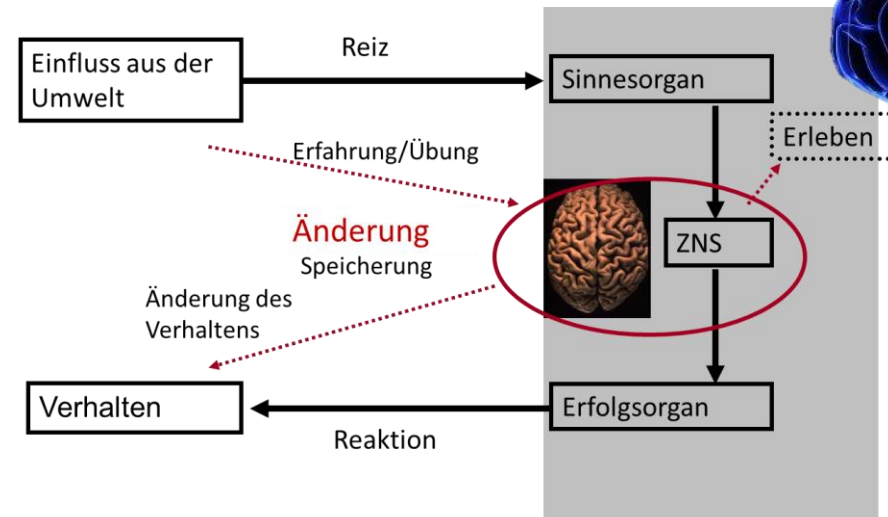 Einfluss aus der
Umwelt
Reiz
Sinnesorgan
Erleben
Erfahrung/Übung
Änderung
Speicherung
ZNS
Änderung des
Verhaltens
Verhalten
Reaktion
Erfolgsorgan